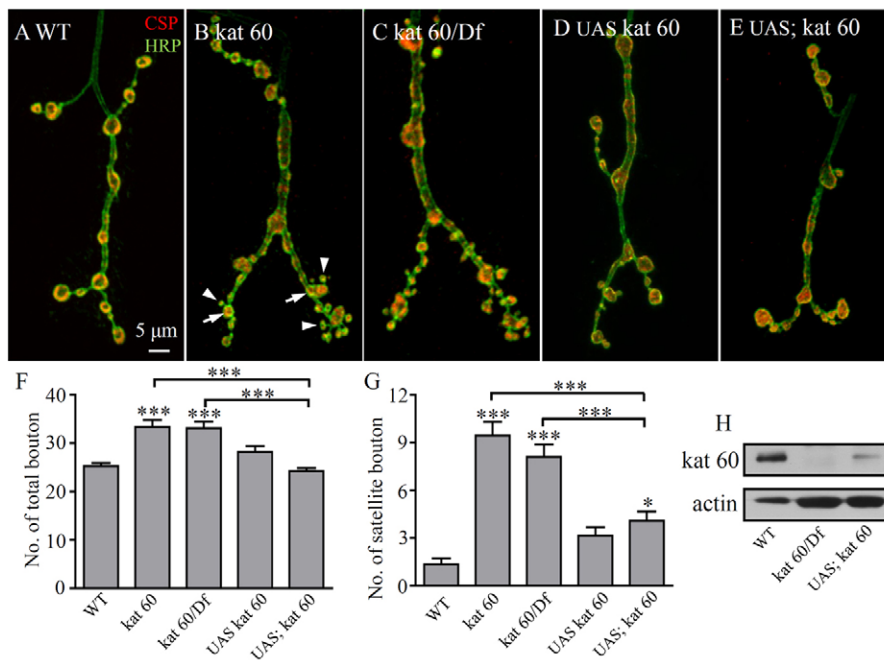 A WT CSP HRP
B kat 60
C kat 60/Df
D UAS kat 60
E UAS; kat 60
5 μm
F
***
***
*** ***
No. of total bouton
40
30
20
10
0
WT
kat 60
kat 60/Df
UAS kat 60
UAS; kat 60
G
***
***
***
***
*
No. of satellite bouton
12
9
6
3
0
WT
kat 60
kat 60/Df
UAS kat 60
UAS; kat 60
H
kat 60
actin
WT
kat 60/Df
UAS; kat 60